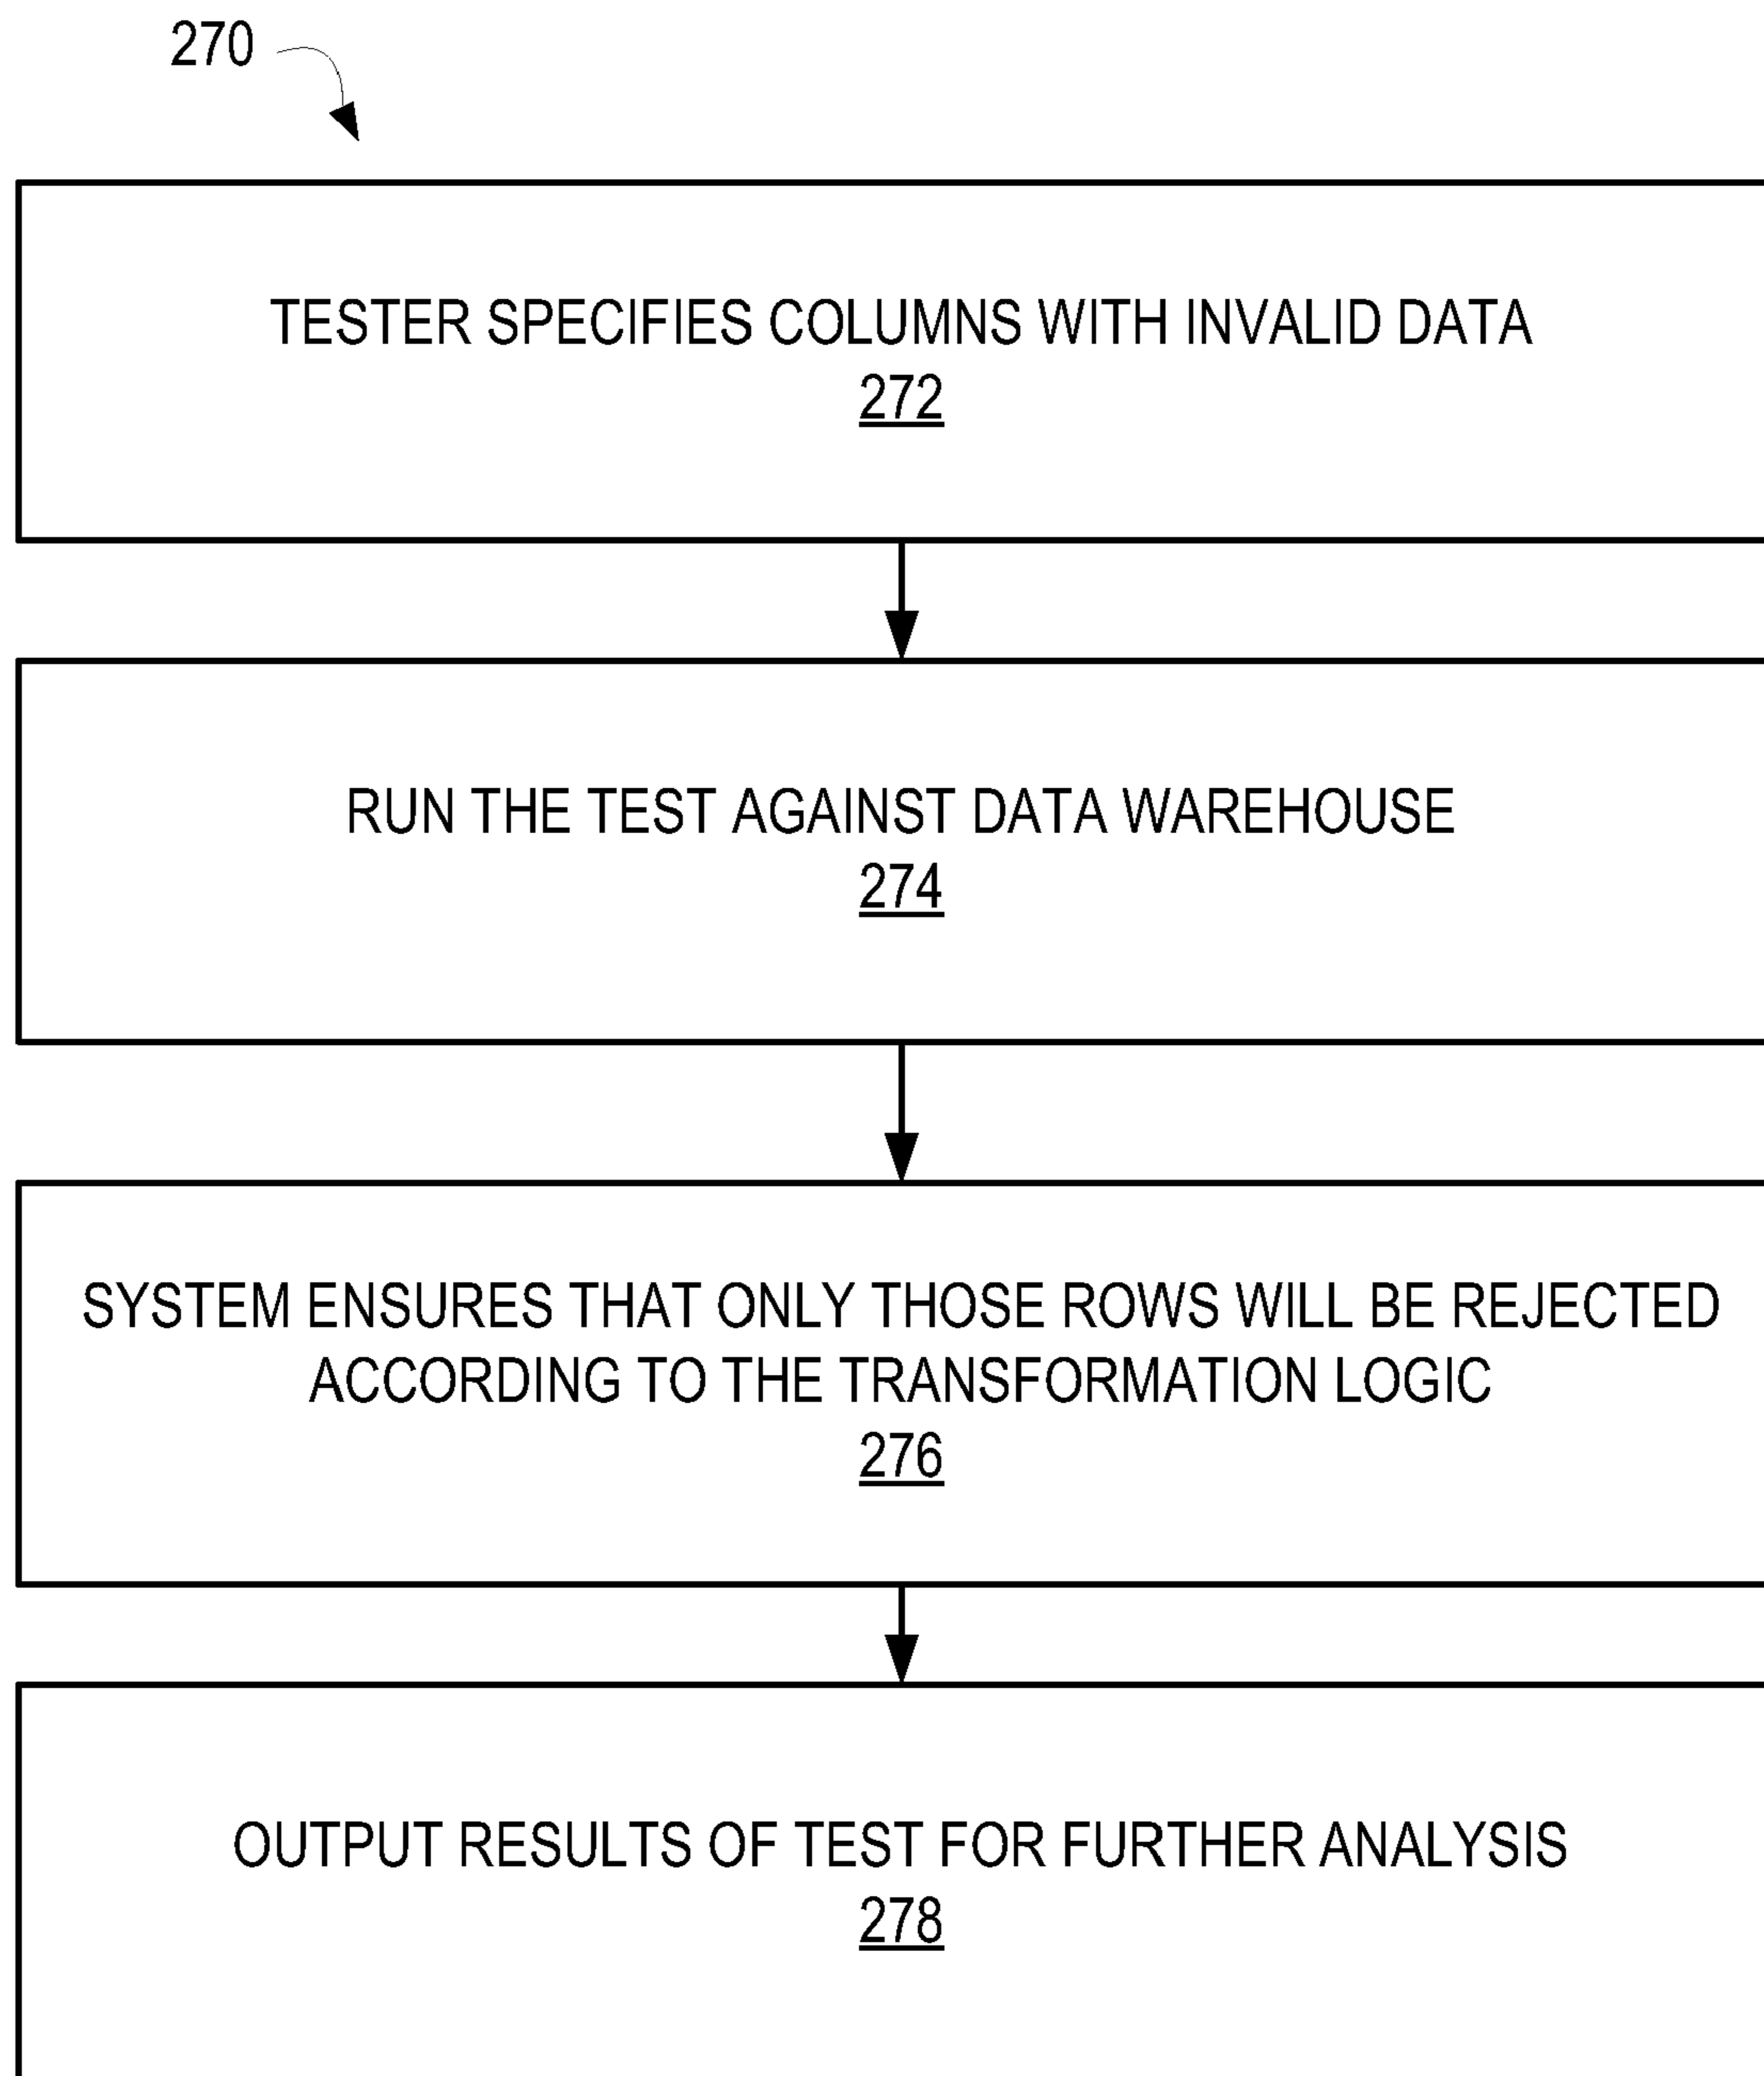 270
TESTER SPECIFIES COLUMNS WITH INVALID DATA
272
RUN THE TEST AGAINST DATA WAREHOUSE
274
SYSTEM ENSURES THAT ONLY THOSE ROWS WILL BE REJECTED
ACCORDING TO THE TRANSFORMATION LOGIC
276
OUTPUT RESULTS OF TEST FOR FURTHER ANALYSIS
278